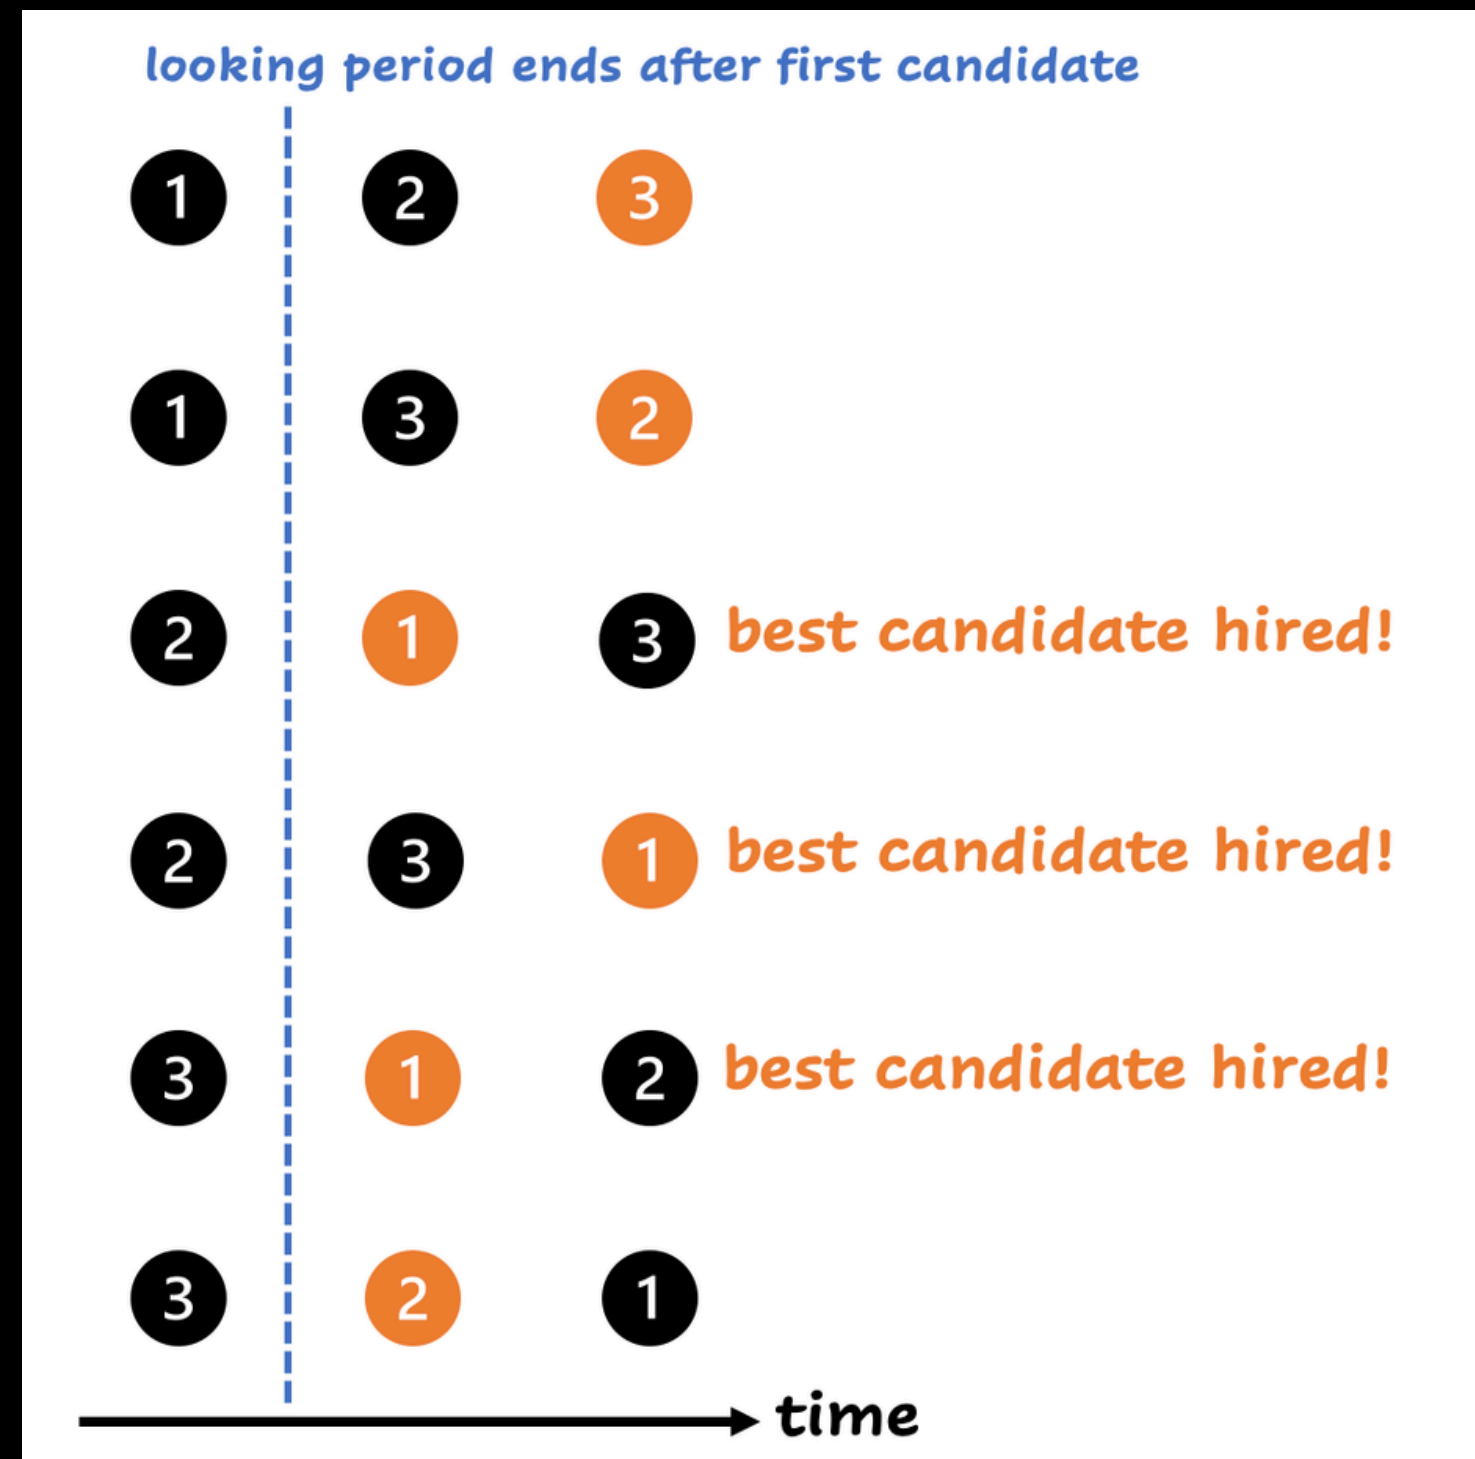 looking period ends after first candidate
1 2 3
1 3 2
2 1 3 best candidate hired!
2 3 1 best candidate hired!
3 1 2 best candidate hired!
3 2 1
time